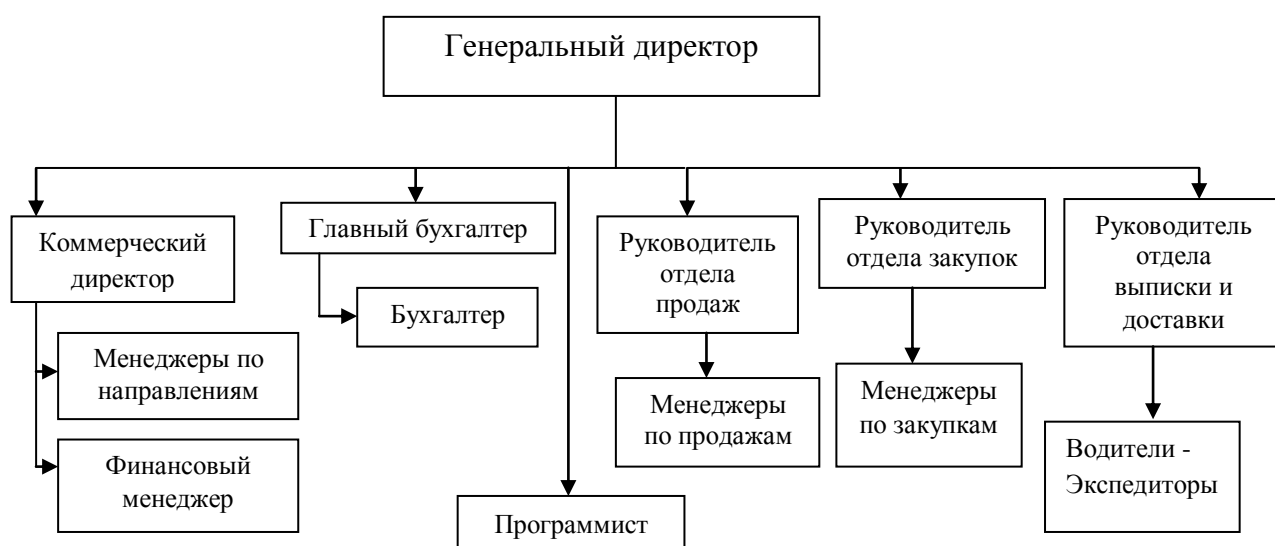 Генеральный директор
Коммерческий
директор
Менеджеры по
направлениям
Финансовый
менеджер
Главный бухгалтер
Бухгалтер
Программист
Руководитель
отдела
продаж
Менеджеры
по продажам
Руководитель
отдела закупок
Менеджеры
по закупкам
Руководитель
отдела
выписки и
доставки
Водители -
Экспедиторы